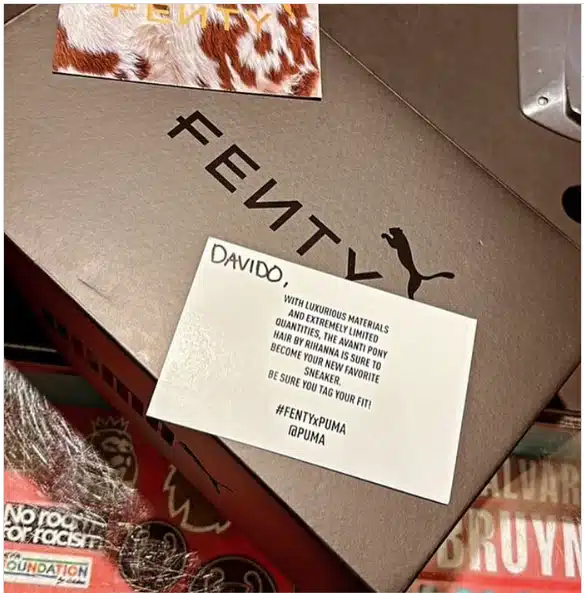 FENTY
FENTY
DAVIDO,
WITH LUXURIOUS MATERIALS
AND EXTREMELY LIMITED
QUANTITIES, THE AVANTI PONY
HAIR BY RIHANNA IS SURE TO
BECOME YOUR NEW FAVORITE
SNEAKER.
BE SURE YOU TAG YOUR FIT!
#FENTYxPUMA
@PUMA
NO ROOM
FOR RACISM
FOUNDATION
BRUYN